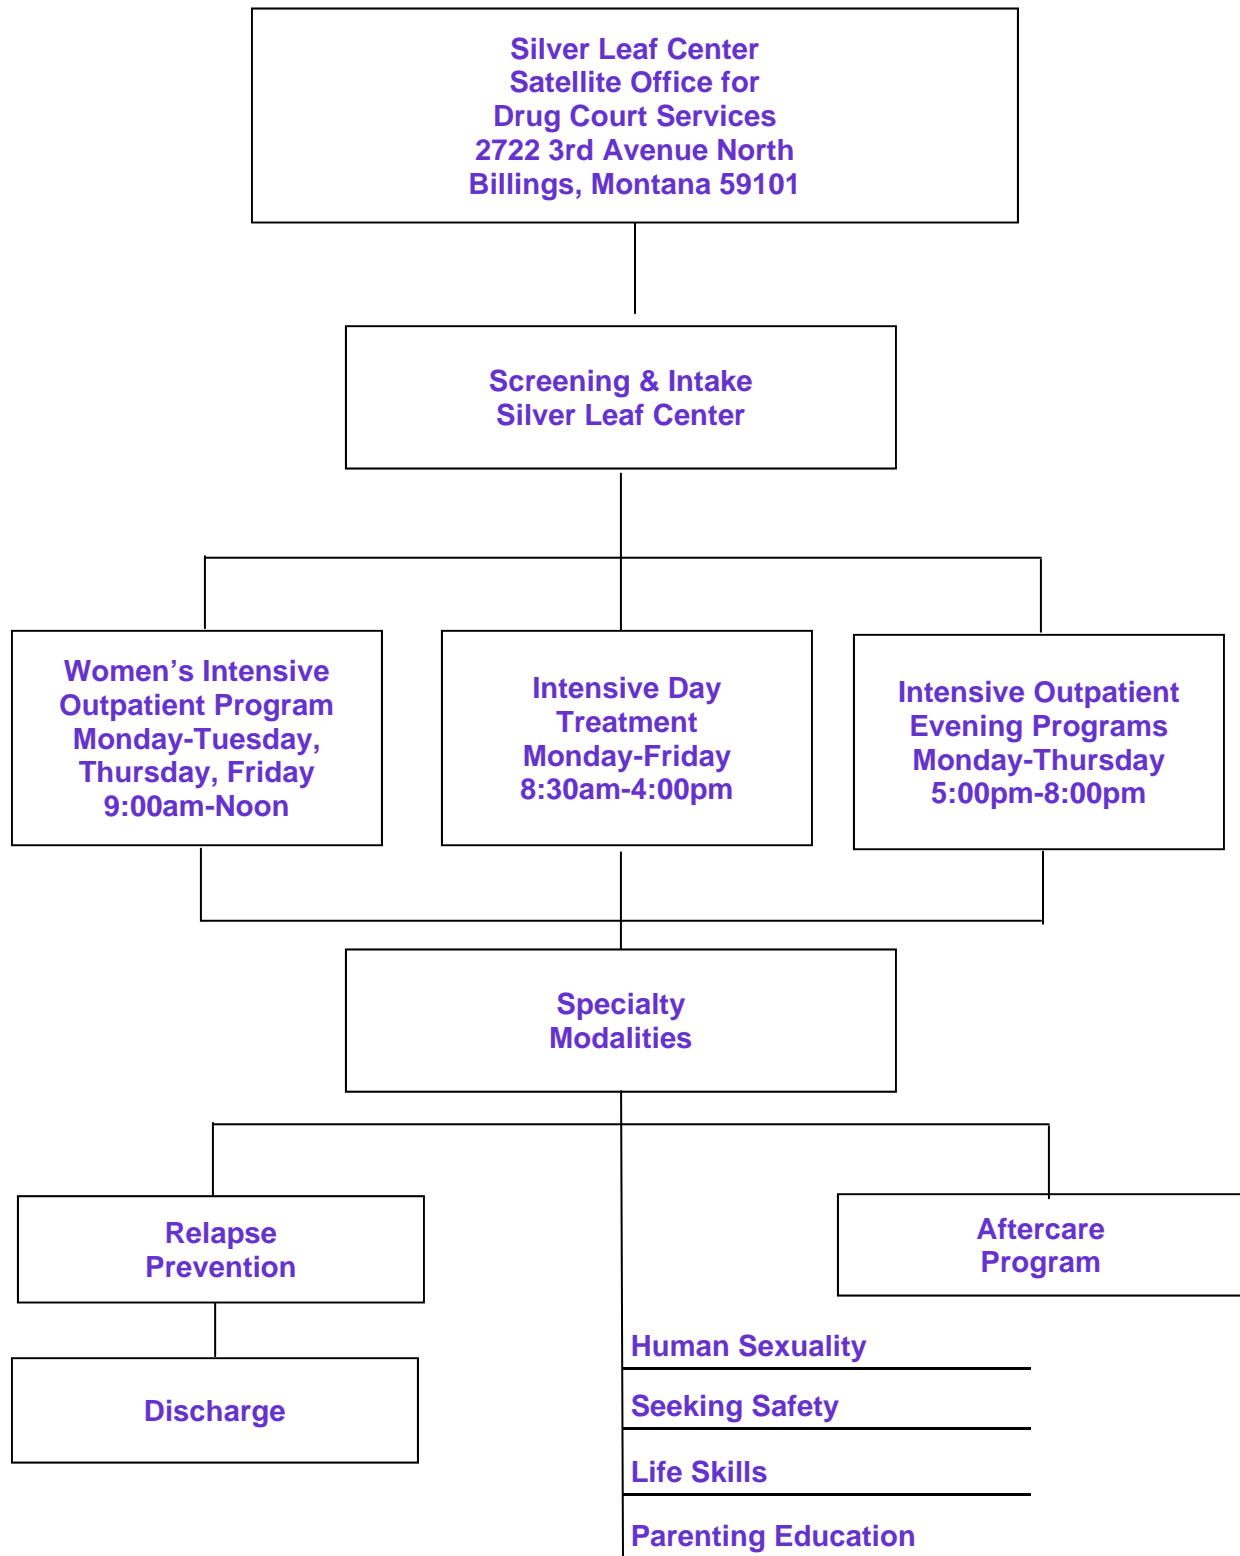 Silver Leaf Center
Satellite Office for
Drug Court Services
2722 3rd Avenue North
Billings, Montana 59101
Screening & Intake
Silver Leaf Center
Women’s Intensive
Outpatient Program
Monday-Tuesday,
Thursday, Friday
9:00am-Noon
Intensive Day
Treatment
Monday-Friday
8:30am-4:00pm
Intensive Outpatient
Evening Programs
Monday-Thursday
5:00pm-8:00pm
Specialty
Modalities
Relapse
Prevention
Aftercare
Program
Discharge
Human Sexuality
Seeking Safety
Life Skills
Parenting Education